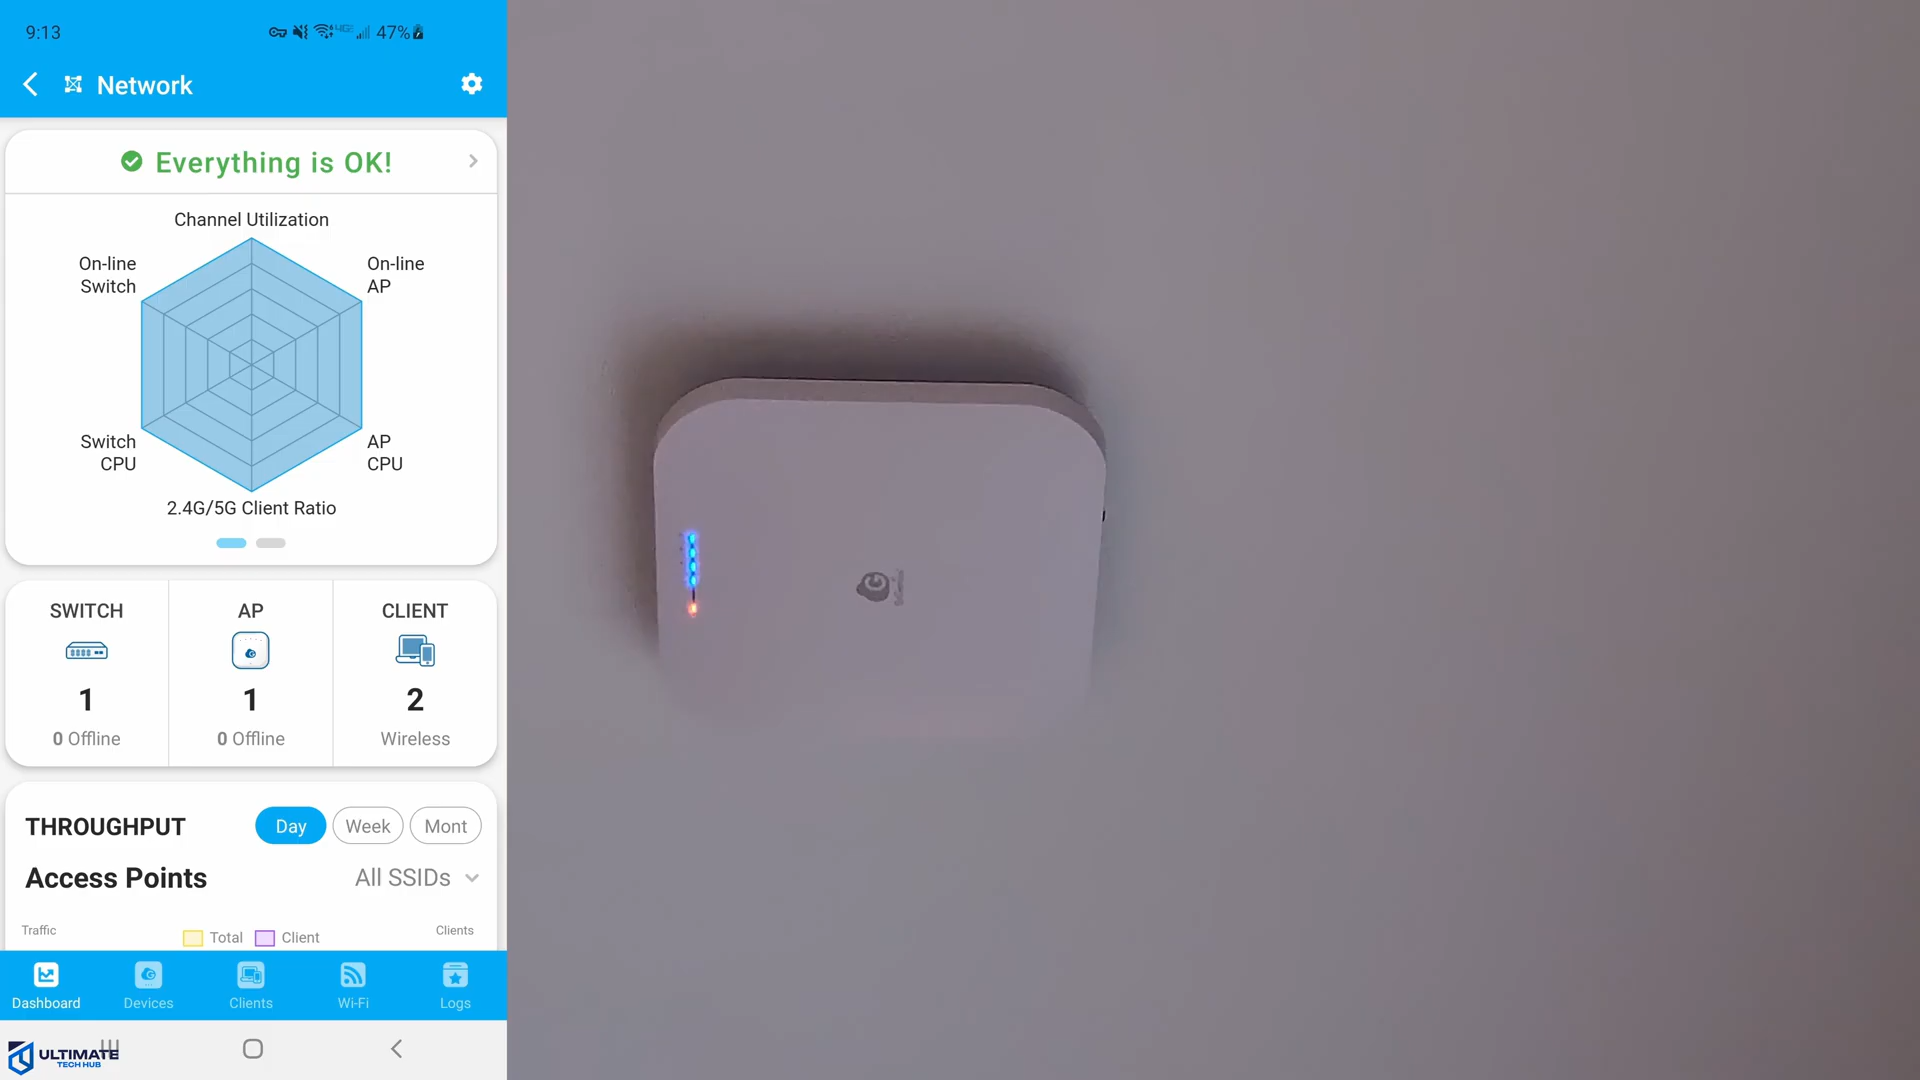 9:13
47%
Network
Everything is OK!
Channel Utilization
On-line
Switch
On-line
AP
Switch
CPU
AP
CPU
2.4G/5G Client Ratio
SWITCH
AP
CLIENT
1
1
2
0 Offline
0 Offline
Wireless
THROUGHPUT
Day
Week
Mont
Access Points
All SSIDs
Traffic
Total
Client
Clients
Dashboard
Devices
Clients
Wi-Fi
Logs
ULTIMATE
TECH HUB